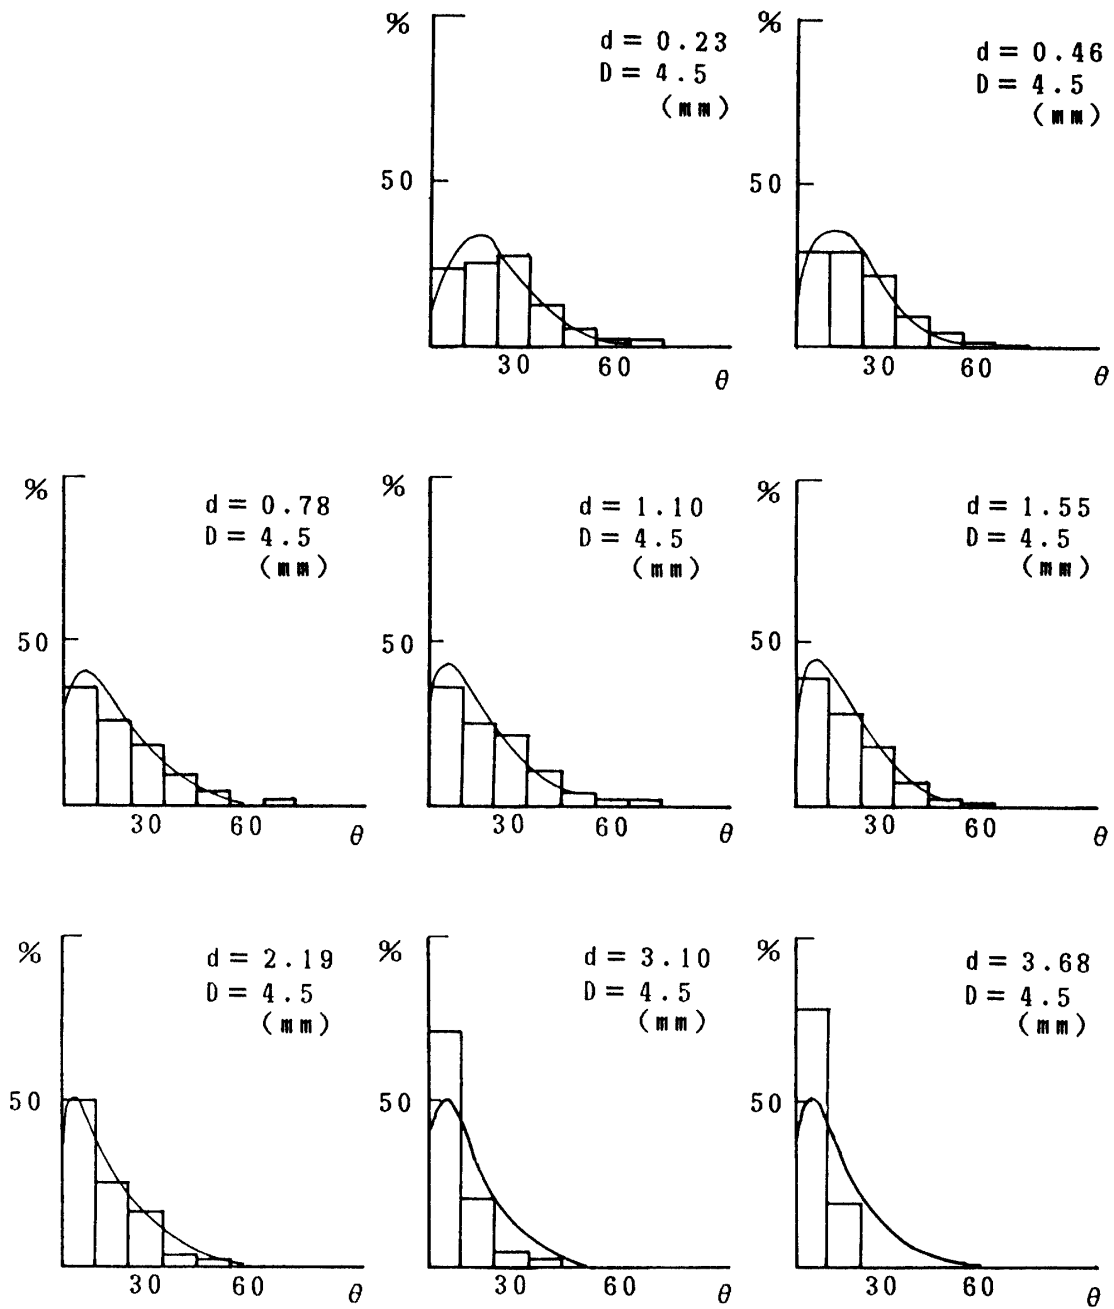 %
d = 0.23
D = 4.5
(mm)
50
30 60
θ
%
d = 0.46
D = 4.5
(mm)
50
30 60
θ
%
d = 0.78
D = 4.5
(mm)
50
30 60
θ
%
d = 1.10
D = 4.5
(mm)
50
30 60
θ
%
d = 1.55
D = 4.5
(mm)
50
30 60
θ
%
d = 2.19
D = 4.5
(mm)
50
30 60
θ
%
d = 3.10
D = 4.5
(mm)
50
30 60
θ
%
d = 3.68
D = 4.5
(mm)
50
30 60
θ